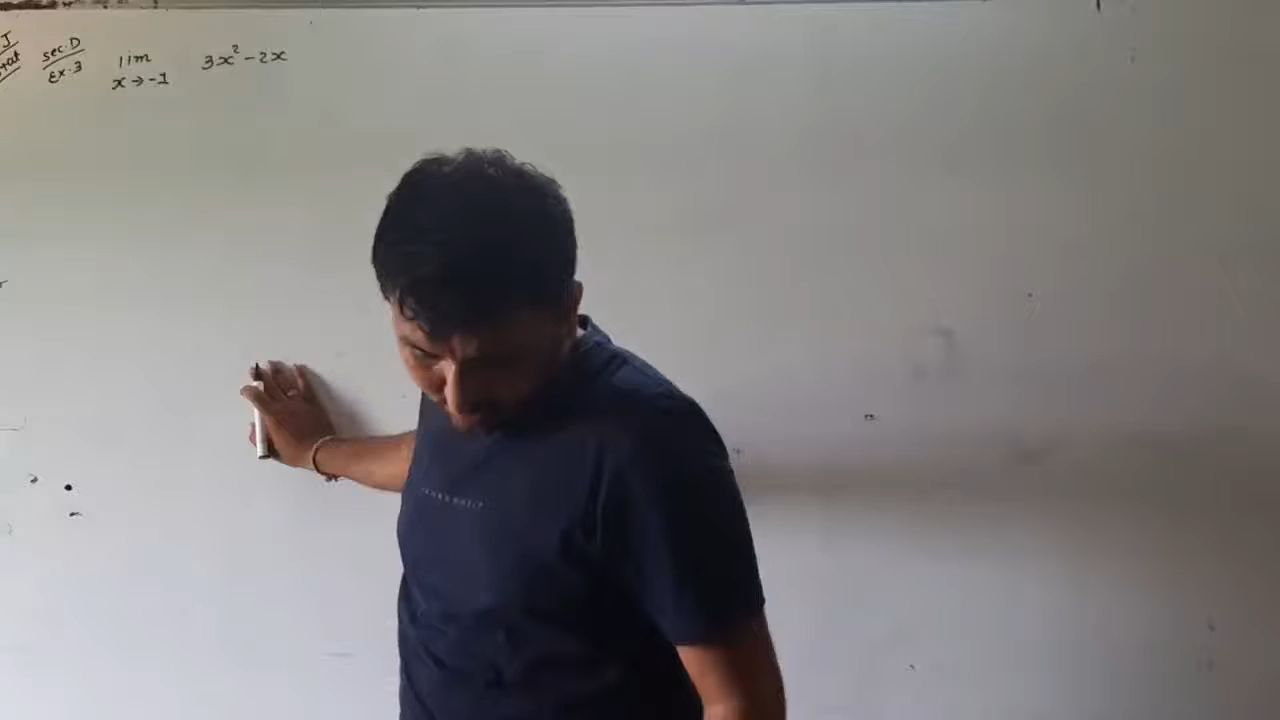 sec.D lim 3x²-2x
Ex.3 x→-1